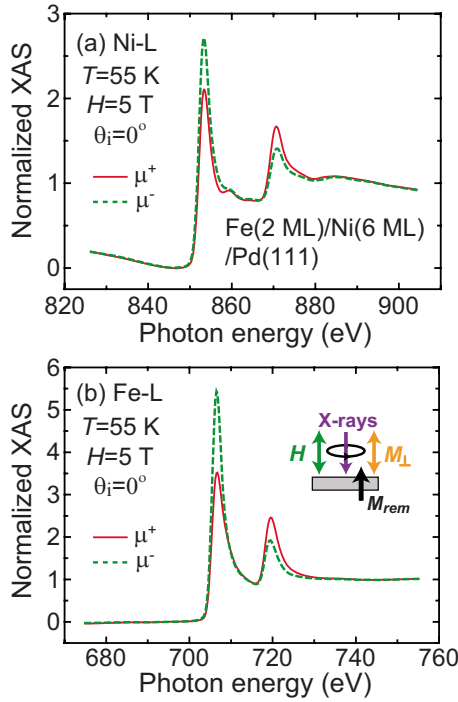 (a) Ni-L
T=55 K
H=5 T
θi=0°
μ+
μ-
Fe(2 ML)/Ni(6 ML)
/Pd(111)
Normalized XAS
3
2
1
0
820 840 860 880 900
Photon energy (eV)
(b) Fe-L
T=55 K
H=5 T
θi=0°
μ+
μ-
X-rays
H
M⊥
Mrem
Normalized XAS
6
5
4
3
2
1
0
680 700 720 740 760
Photon energy (eV)